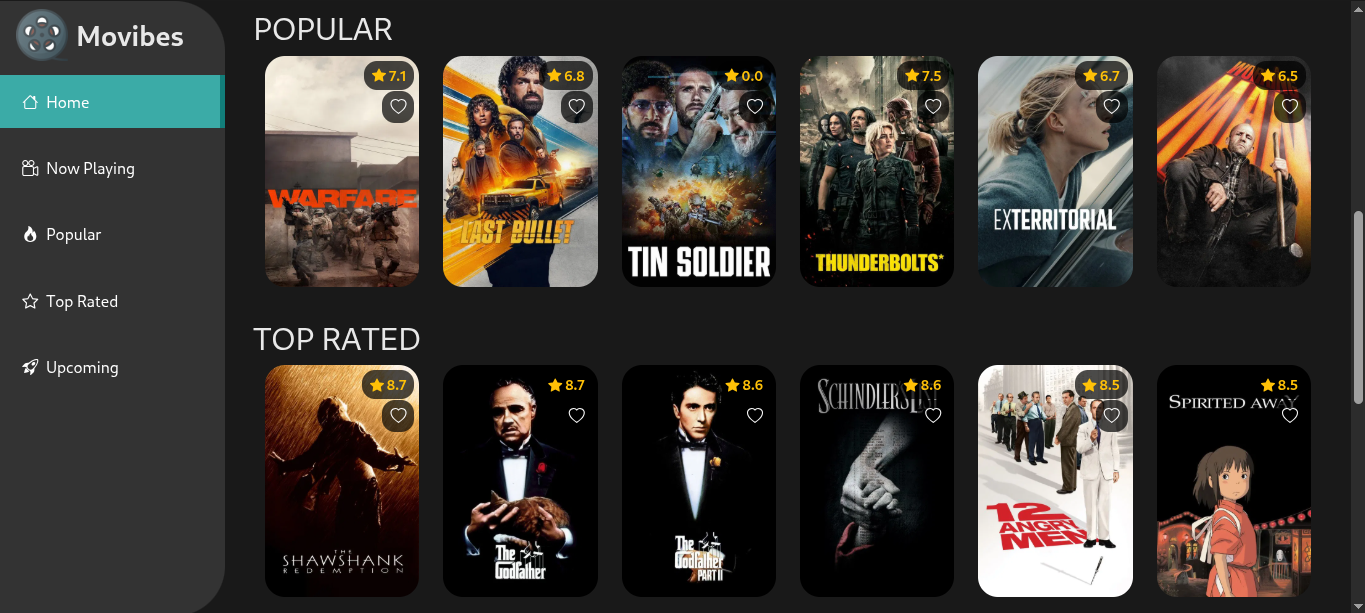 Movibes
Home
Now Playing
Popular
Top Rated
Upcoming
POPULAR
7.1
6.8
0.0
7.5
6.7
6.5
WARFARE
LAST BULLET
TIN SOLDIER
THUNDERBOLTS*
EXTERRITORIAL
TOP RATED
8.7
8.7
8.6
8.6
8.5
8.5
THE
SHAWSHANK
REDEMPTION
The
Godfather
The
Godfather
PART II
SCHINDLER'S LIST
12
ANGRY
MEN
SPIRITED AWAY